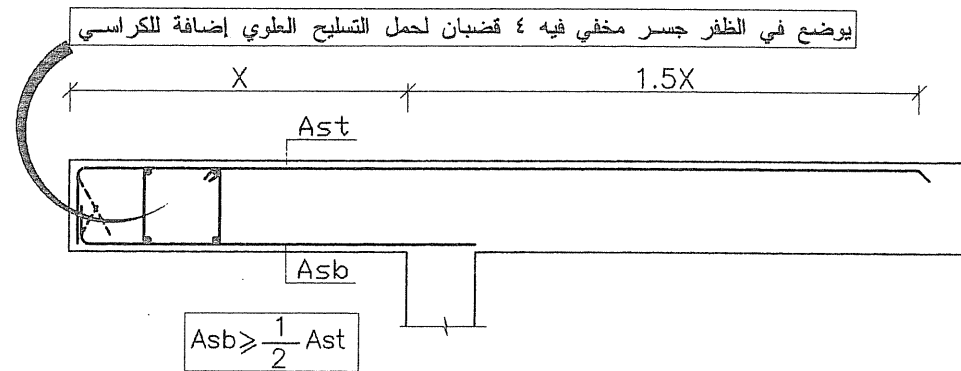 يوضع في الظفر جسر مخفي فيه ٤ قضبان لحمل التسليح العلوي إضافة للكراسي
X
1.5X
Ast
Asb
Asb ≥ 1/2 Ast